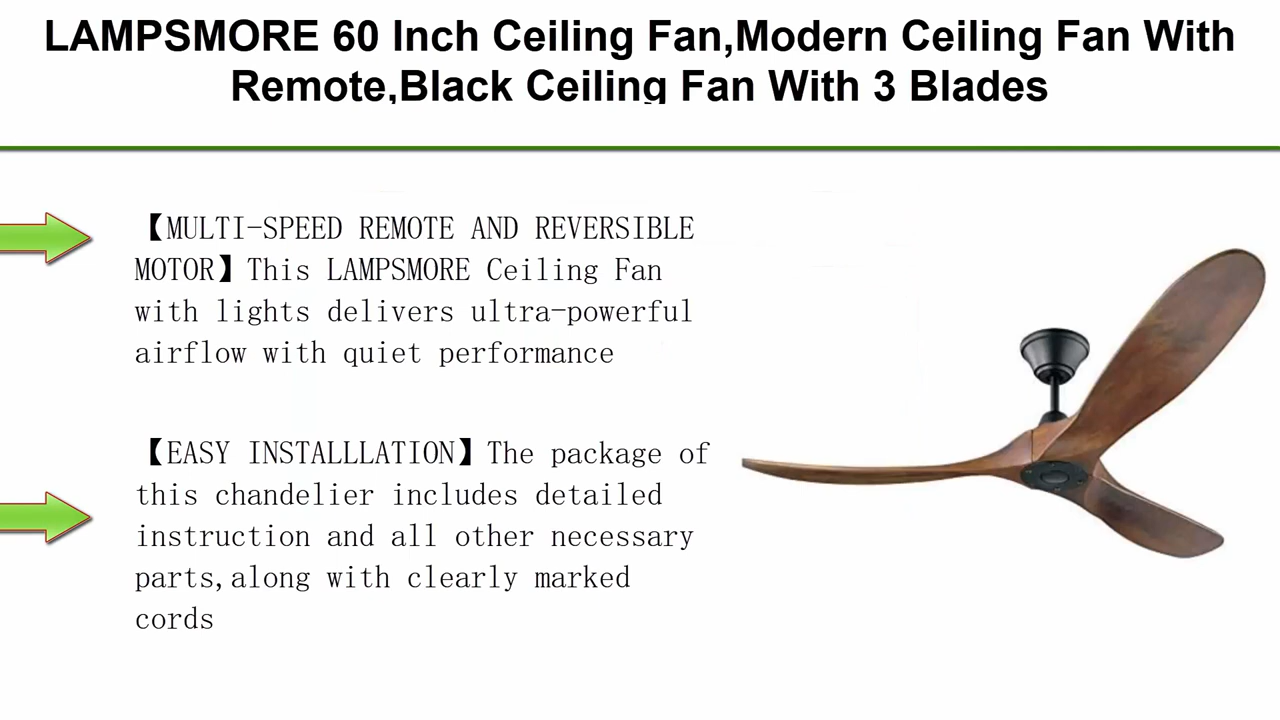 LAMPSMORE 60 Inch Ceiling Fan,Modern Ceiling Fan With
Remote,Black Ceiling Fan With 3 Blades
【MULTI-SPEED REMOTE AND REVERSIBLE
MOTOR】This LAMPSMORE Ceiling Fan
with lights delivers ultra-powerful
airflow with quiet performance
【EASY INSTALLLATION】The package of
this chandelier includes detailed
instruction and all other necessary
parts,along with clearly marked
cords